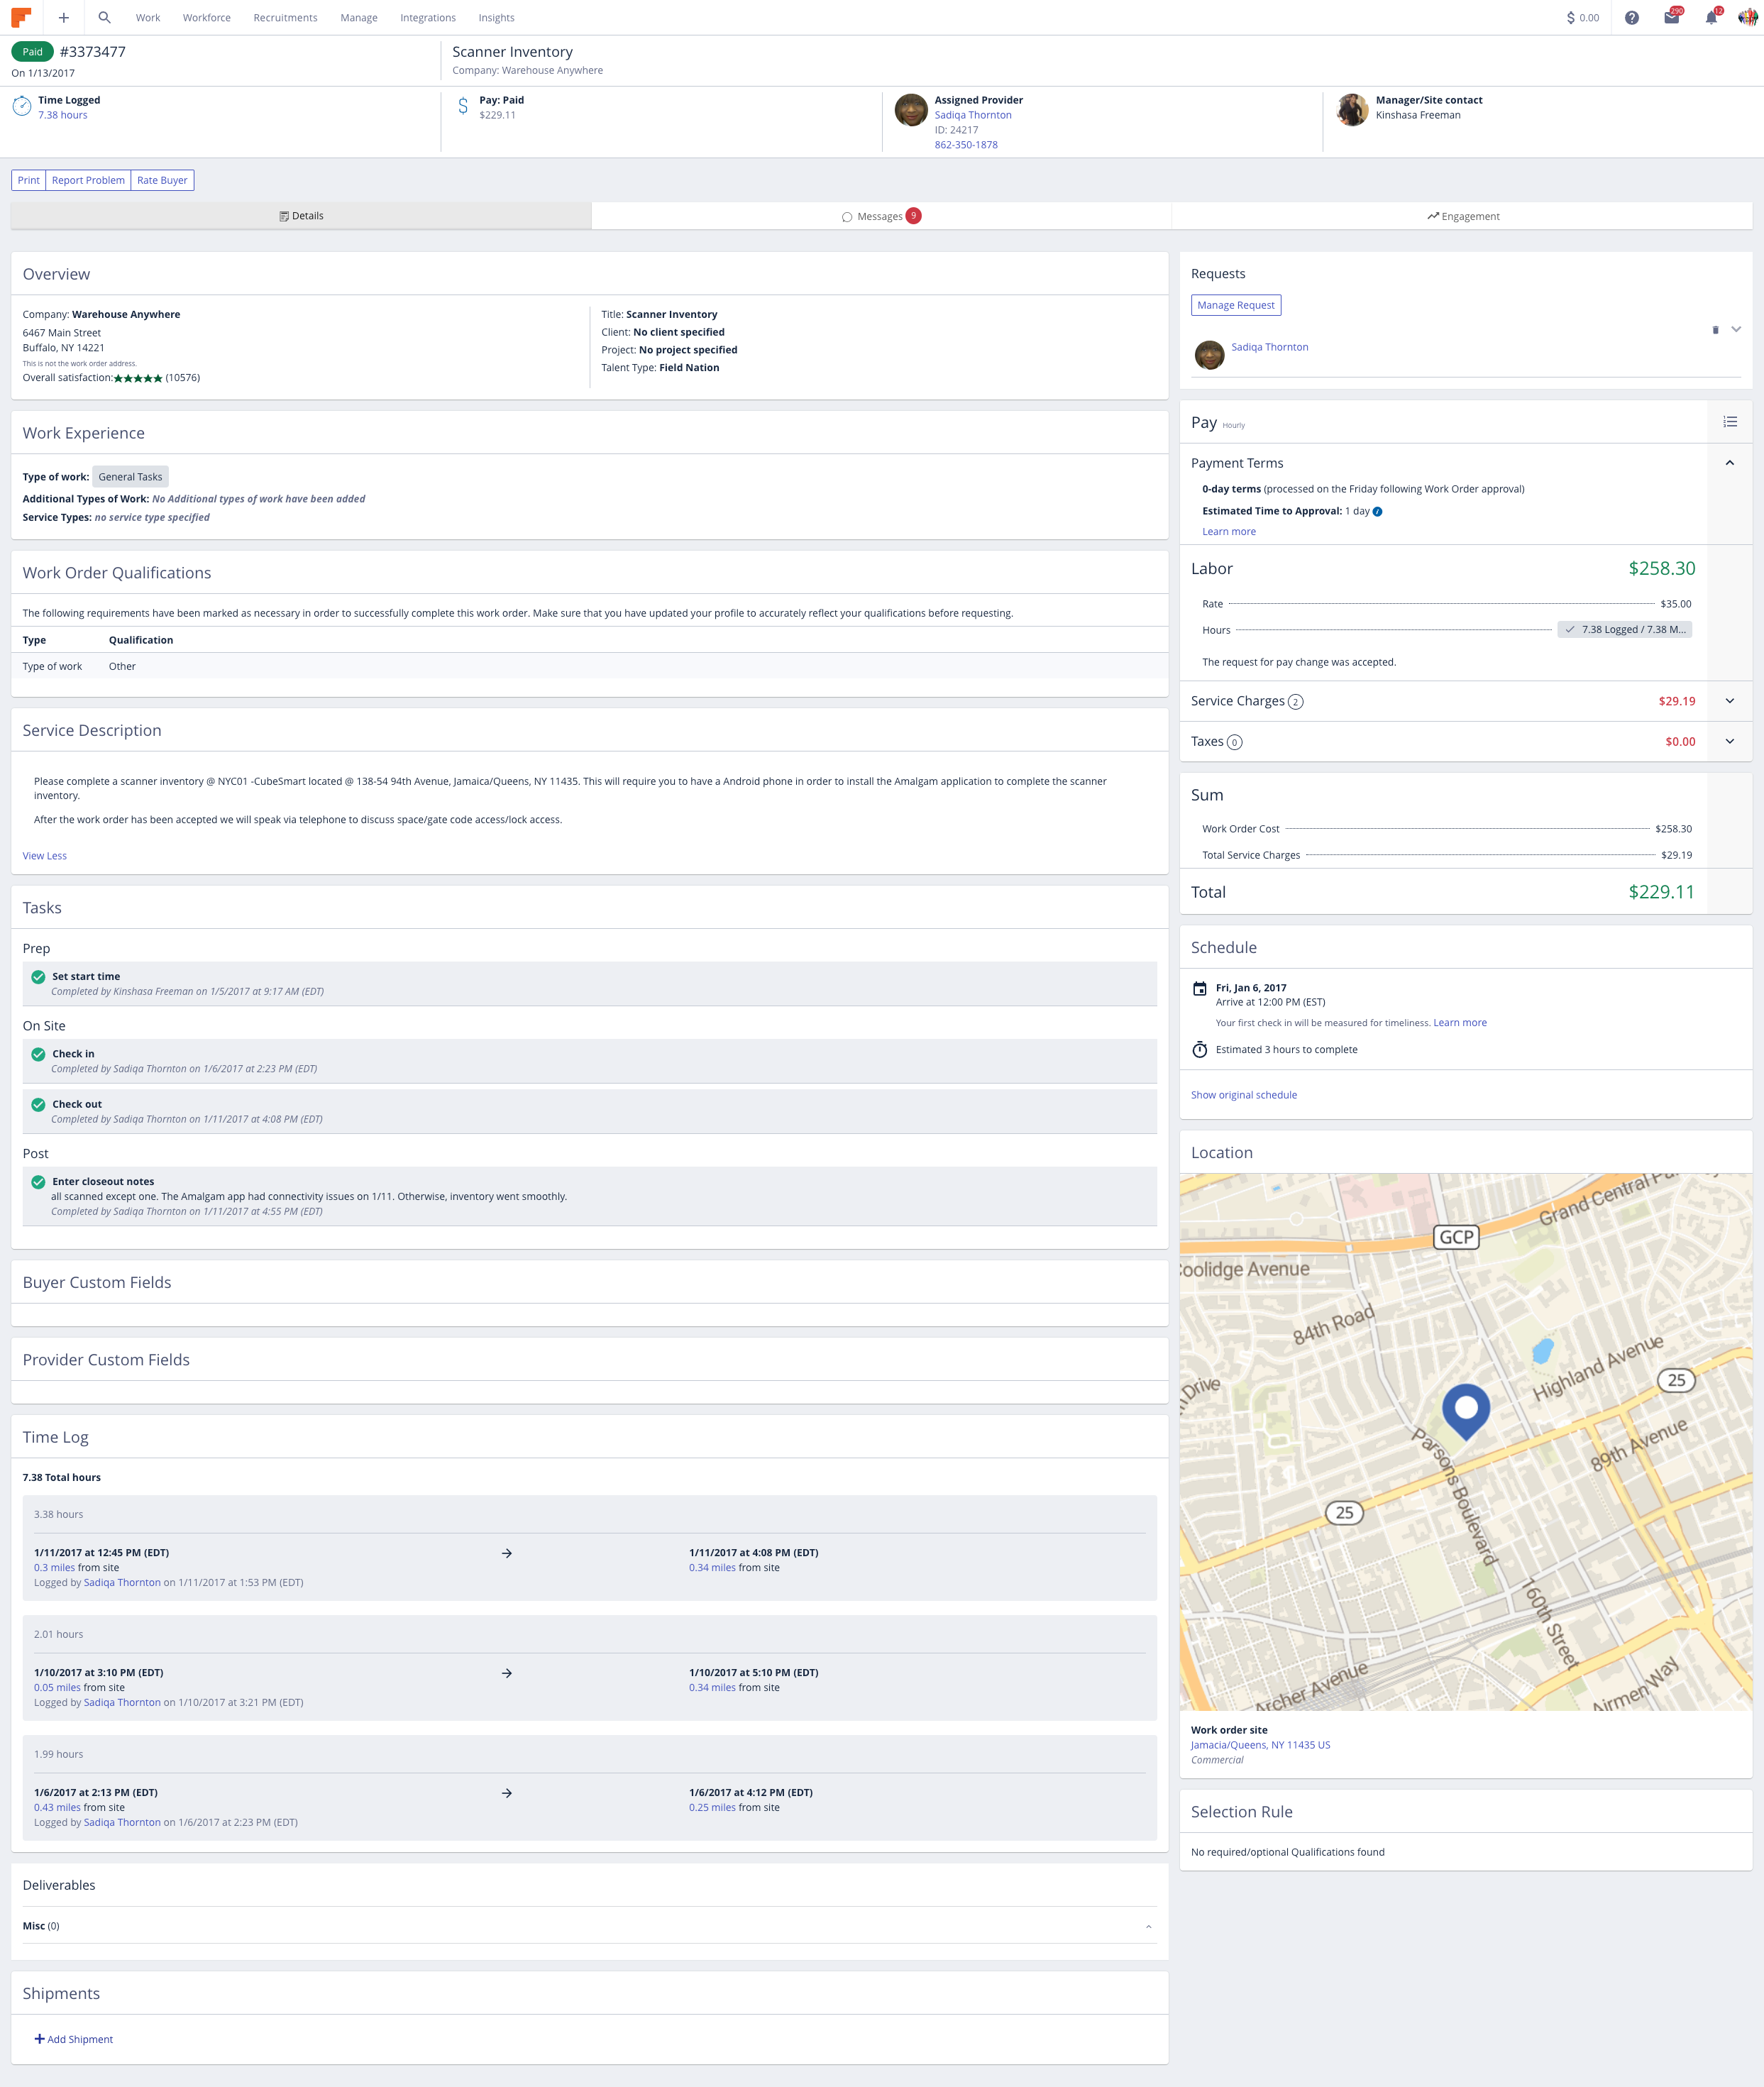 Work Workforce Recruitments Manage Integrations Insights
0.00
290
12
Paid #3373477
On 1/13/2017
Scanner Inventory
Company: Warehouse Anywhere
Time Logged
7.38 hours
Pay: Paid
$229.11
Assigned Provider
Sadiqa Thornton
ID: 24217
862-350-1878
Manager/Site contact
Kinshasa Freeman
Print Report Problem Rate Buyer
Details
Messages 9
Engagement
Overview
Company: Warehouse Anywhere
6467 Main Street
Buffalo, NY 14221
This is not the work order address.
Overall satisfaction:★★★★★ (10576)
Title: Scanner Inventory
Client: No client specified
Project: No project specified
Talent Type: Field Nation
Work Experience
Type of work: General Tasks
Additional Types of Work: No Additional types of work have been added
Service Types: no service type specified
Work Order Qualifications
The following requirements have been marked as necessary in order to successfully complete this work order. Make sure that you have updated your profile to accurately reflect your qualifications before requesting.
Type Qualification
Type of work Other
Service Description
Please complete a scanner inventory @ NYC01 -CubeSmart located @ 138-54 94th Avenue, Jamaica/Queens, NY 11435. This will require you to have a Android phone in order to install the Amalgam application to complete the scanner
inventory.
After the work order has been accepted we will speak via telephone to discuss space/gate code access/lock access.
View Less
Tasks
Prep
Set start time
Completed by Kinshasa Freeman on 1/5/2017 at 9:17 AM (EDT)
On Site
Check in
Completed by Sadiqa Thornton on 1/6/2017 at 2:23 PM (EDT)
Check out
Completed by Sadiqa Thornton on 1/11/2017 at 4:08 PM (EDT)
Post
Enter closeout notes
all scanned except one. The Amalgam app had connectivity issues on 1/11. Otherwise, inventory went smoothly.
Completed by Sadiqa Thornton on 1/11/2017 at 4:55 PM (EDT)
Buyer Custom Fields
Provider Custom Fields
Time Log
7.38 Total hours
3.38 hours
1/11/2017 at 12:45 PM (EDT)
0.3 miles from site
Logged by Sadiqa Thornton on 1/11/2017 at 1:53 PM (EDT)
1/11/2017 at 4:08 PM (EDT)
0.34 miles from site
2.01 hours
1/10/2017 at 3:10 PM (EDT)
0.05 miles from site
Logged by Sadiqa Thornton on 1/10/2017 at 3:21 PM (EDT)
1/10/2017 at 5:10 PM (EDT)
0.34 miles from site
1.99 hours
1/6/2017 at 2:13 PM (EDT)
0.43 miles from site
Logged by Sadiqa Thornton on 1/6/2017 at 2:23 PM (EDT)
1/6/2017 at 4:12 PM (EDT)
0.25 miles from site
Deliverables
Misc (0)
Shipments
Add Shipment
Requests
Manage Request
Sadiqa Thornton
Pay Hourly
Payment Terms
0-day terms (processed on the Friday following Work Order approval)
Estimated Time to Approval: 1 day
Learn more
Labor $258.30
Rate $35.00
Hours 7.38 Logged / 7.38 M...
The request for pay change was accepted.
Service Charges 2 $29.19
Taxes 0 $0.00
Sum
Work Order Cost $258.30
Total Service Charges $29.19
Total $229.11
Schedule
Fri, Jan 6, 2017
Arrive at 12:00 PM (EST)
Your first check in will be measured for timeliness. Learn more
Estimated 3 hours to complete
Show original schedule
Location
Grand Central
GCP
Coolidge Avenue
84th Road
Highland Avenue
25
Drive
89th Avenue
Parsons Boulevard
25
160th Street
Archer Avenue
Airmen Way
Work order site
Jamacia/Queens, NY 11435 US
Commercial
Selection Rule
No required/optional Qualifications found